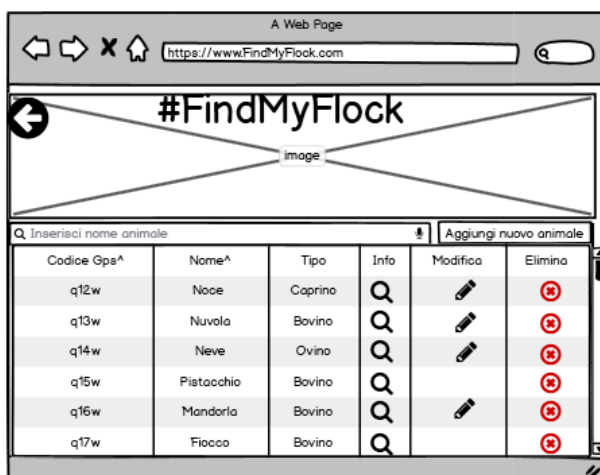 A Web Page
https://www.FindMyFlock.com
#FindMyFlock
image
Inserisci nome animale
Aggiungi nuovo animale
Codice Gps^ Nome^ Tipo Info Modifica Elimina
q12w Noce Caprino
q13w Nuvola Bovino
q14w Neve Ovino
q15w Pistacchio Bovino
q16w Mandorla Bovino
q17w Fiocco Bovino